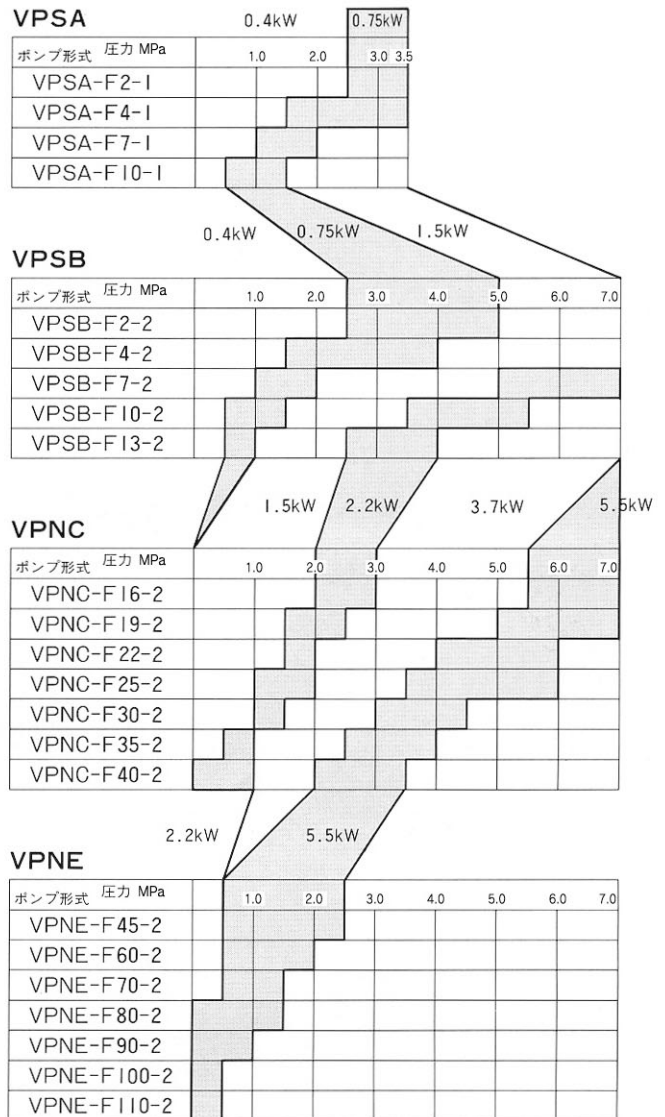 VPSA
0.4kW 0.75kW
ポンプ形式 圧力 MPa 1.0 2.0 3.0 3.5
VPSA-F2-1
VPSA-F4-1
VPSA-F7-1
VPSA-F10-1
0.4kW 0.75kW 1.5kW
VPSB
ポンプ形式 圧力 MPa 1.0 2.0 3.0 4.0 5.0 6.0 7.0
VPSB-F2-2
VPSB-F4-2
VPSB-F7-2
VPSB-F10-2
VPSB-F13-2
1.5kW 2.2kW 3.7kW 5.5kW
VPNC
ポンプ形式 圧力 MPa 1.0 2.0 3.0 4.0 5.0 6.0 7.0
VPNC-F16-2
VPNC-F19-2
VPNC-F22-2
VPNC-F25-2
VPNC-F30-2
VPNC-F35-2
VPNC-F40-2
2.2kW 5.5kW
VPNE
ポンプ形式 圧力 MPa 1.0 2.0 3.0 4.0 5.0 6.0 7.0
VPNE-F45-2
VPNE-F60-2
VPNE-F70-2
VPNE-F80-2
VPNE-F90-2
VPNE-F100-2
VPNE-F110-2